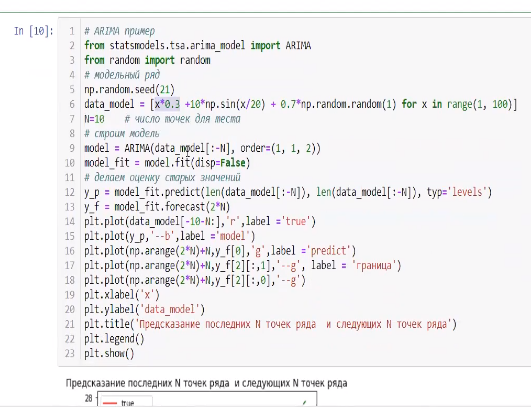 In [10]:
1 # ARIMA пример
2 from statsmodels.tsa.arima_model import ARIMA
3 from random import random
4 # модельный ряд
5 np.random.seed(21)
6 data_model = [x*0.3 +10*np.sin(x/20) + 0.7*np.random.random(1) for x in range(1, 100)]
7 N=10 # число точек для теста
8 # строим модель
9 model = ARIMA(data_model[:-N], order=(1, 1, 2))
10 model_fit = model.fit(disp=False)
11 # делаем оценку старых значений
12 y_p = model_fit.predict(len(data_model[:-N]), len(data_model[:-N]), typ='levels')
13 y_f = model_fit.forecast(2*N)
14 plt.plot(data_model[-10-N:],'r',label ='true')
15 plt.plot(y_p,'--b',label ='model')
16 plt.plot(np.arange(2*N)+N,y_f[0],'g',label ='predict')
17 plt.plot(np.arange(2*N)+N,y_f[2][:,1],'--g', label = 'граница')
18 plt.plot(np.arange(2*N)+N,y_f[2][:,0],'--g')
19 plt.xlabel('x')
20 plt.ylabel('data_model')
21 plt.title('Предсказание последних N точек ряда и следующих N точек ряда')
22 plt.legend()
23 plt.show()
Предсказание последних N точек ряда и следующих N точек ряда
28
true